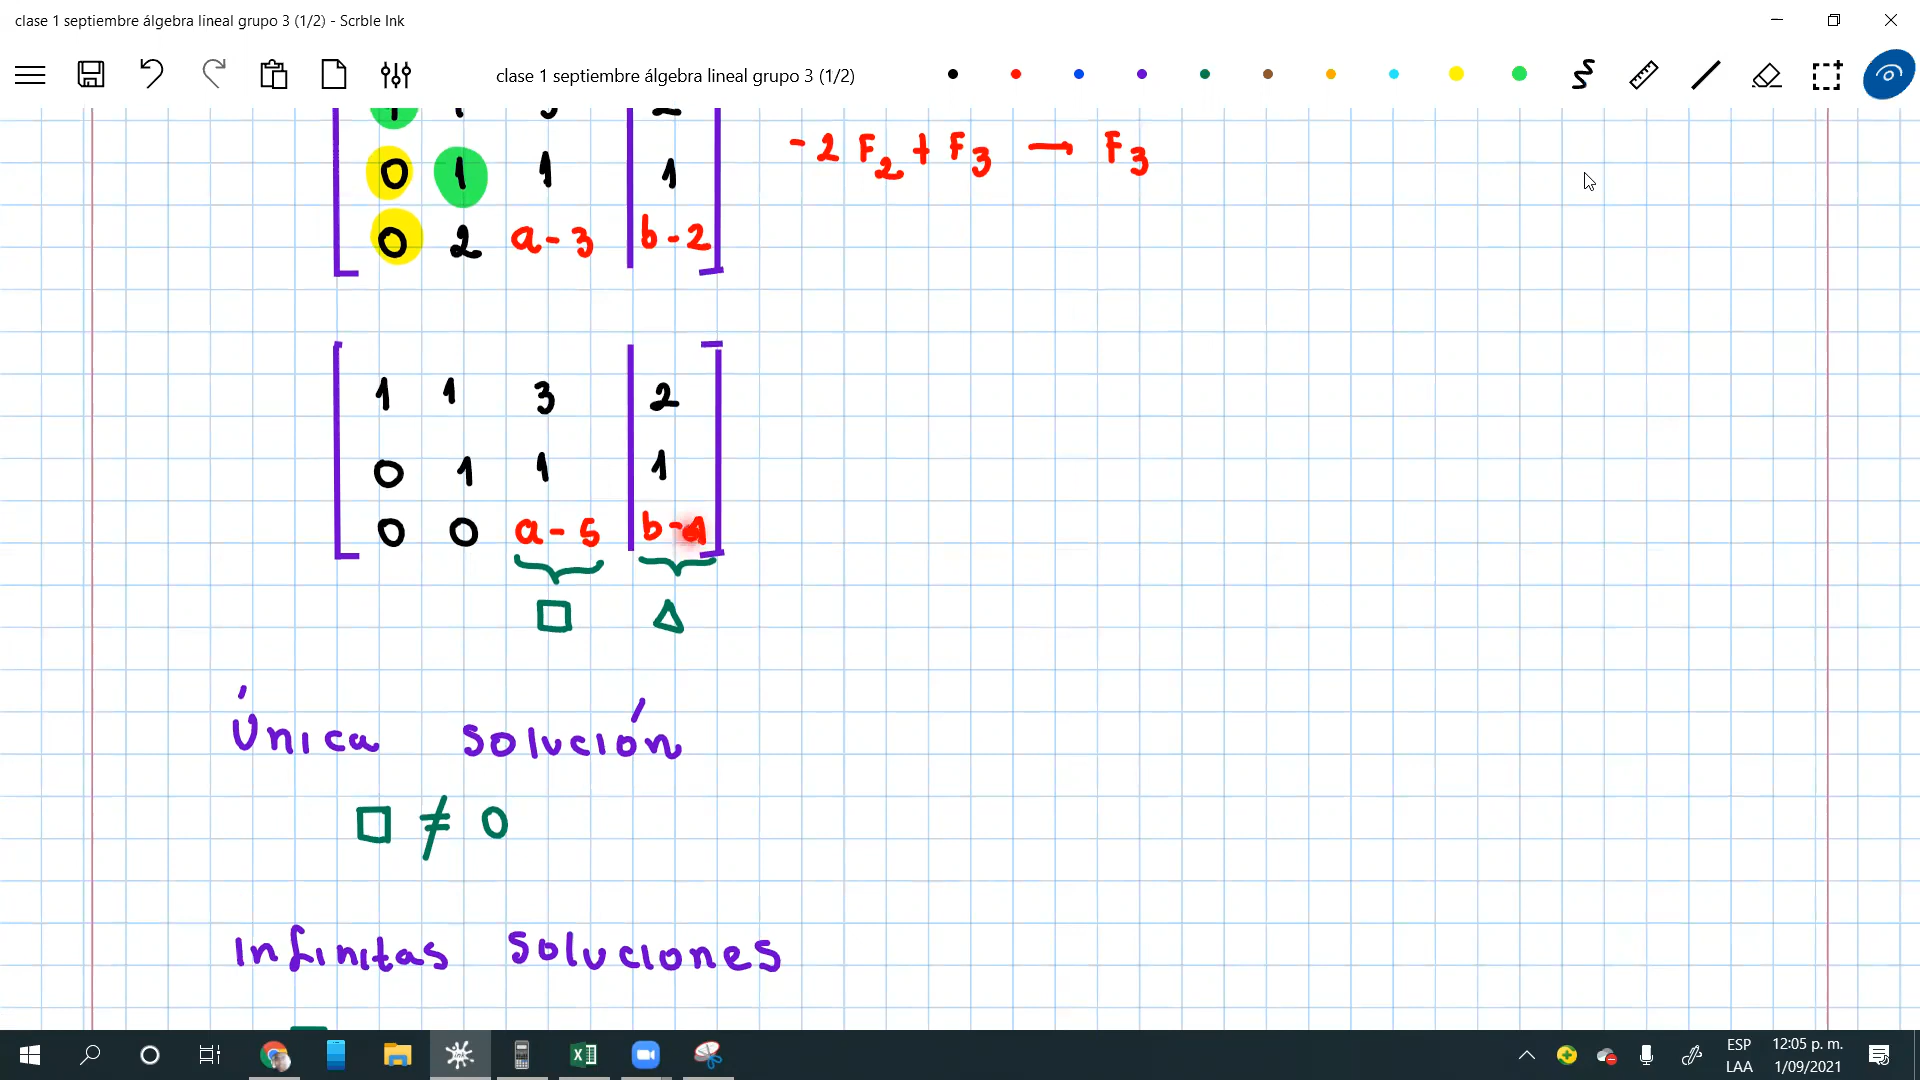 clase 1 septiembre álgebra lineal grupo 3 (1/2) - Scrble Ink
clase 1 septiembre álgebra lineal grupo 3 (1/2)
-2 F2 + F3 → F3
0 1 1 1
0 2 a-3 b-2
1 1 3 2
0 1 1 1
0 0 a-5 b-4
□ △
Única solución
□ ≠ 0
Infinitas soluciones
ESP
LAA
12:05 p. m.
1/09/2021